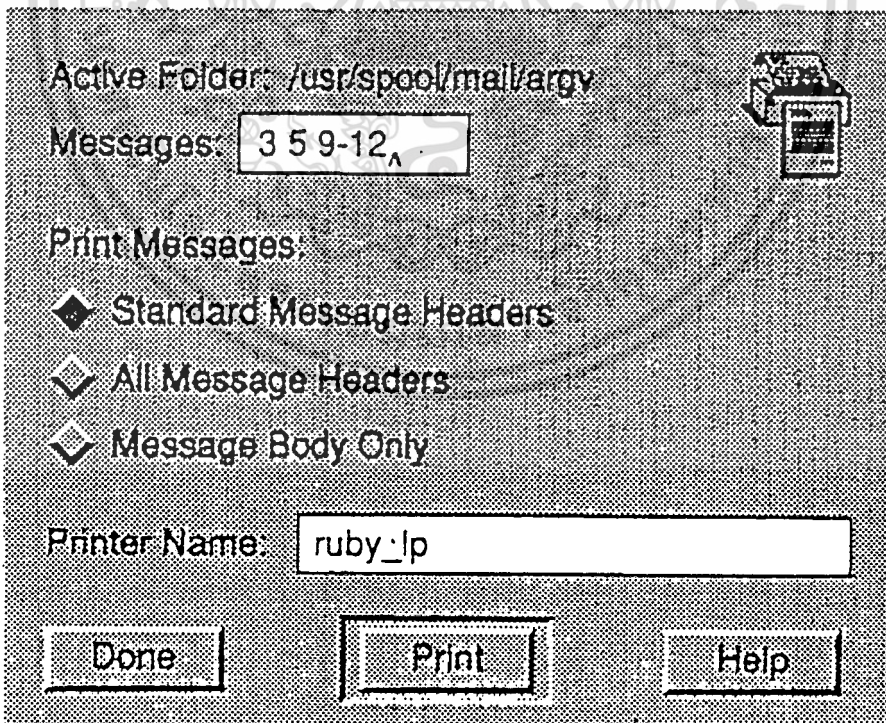 Active Folder: /usr/spool/mail/argv
Messages: 3 5 9-12
Print Messages:
Standard Message Headers
All Message Headers
Message Body Only
Printer Name: ruby_lp
Done Print Help